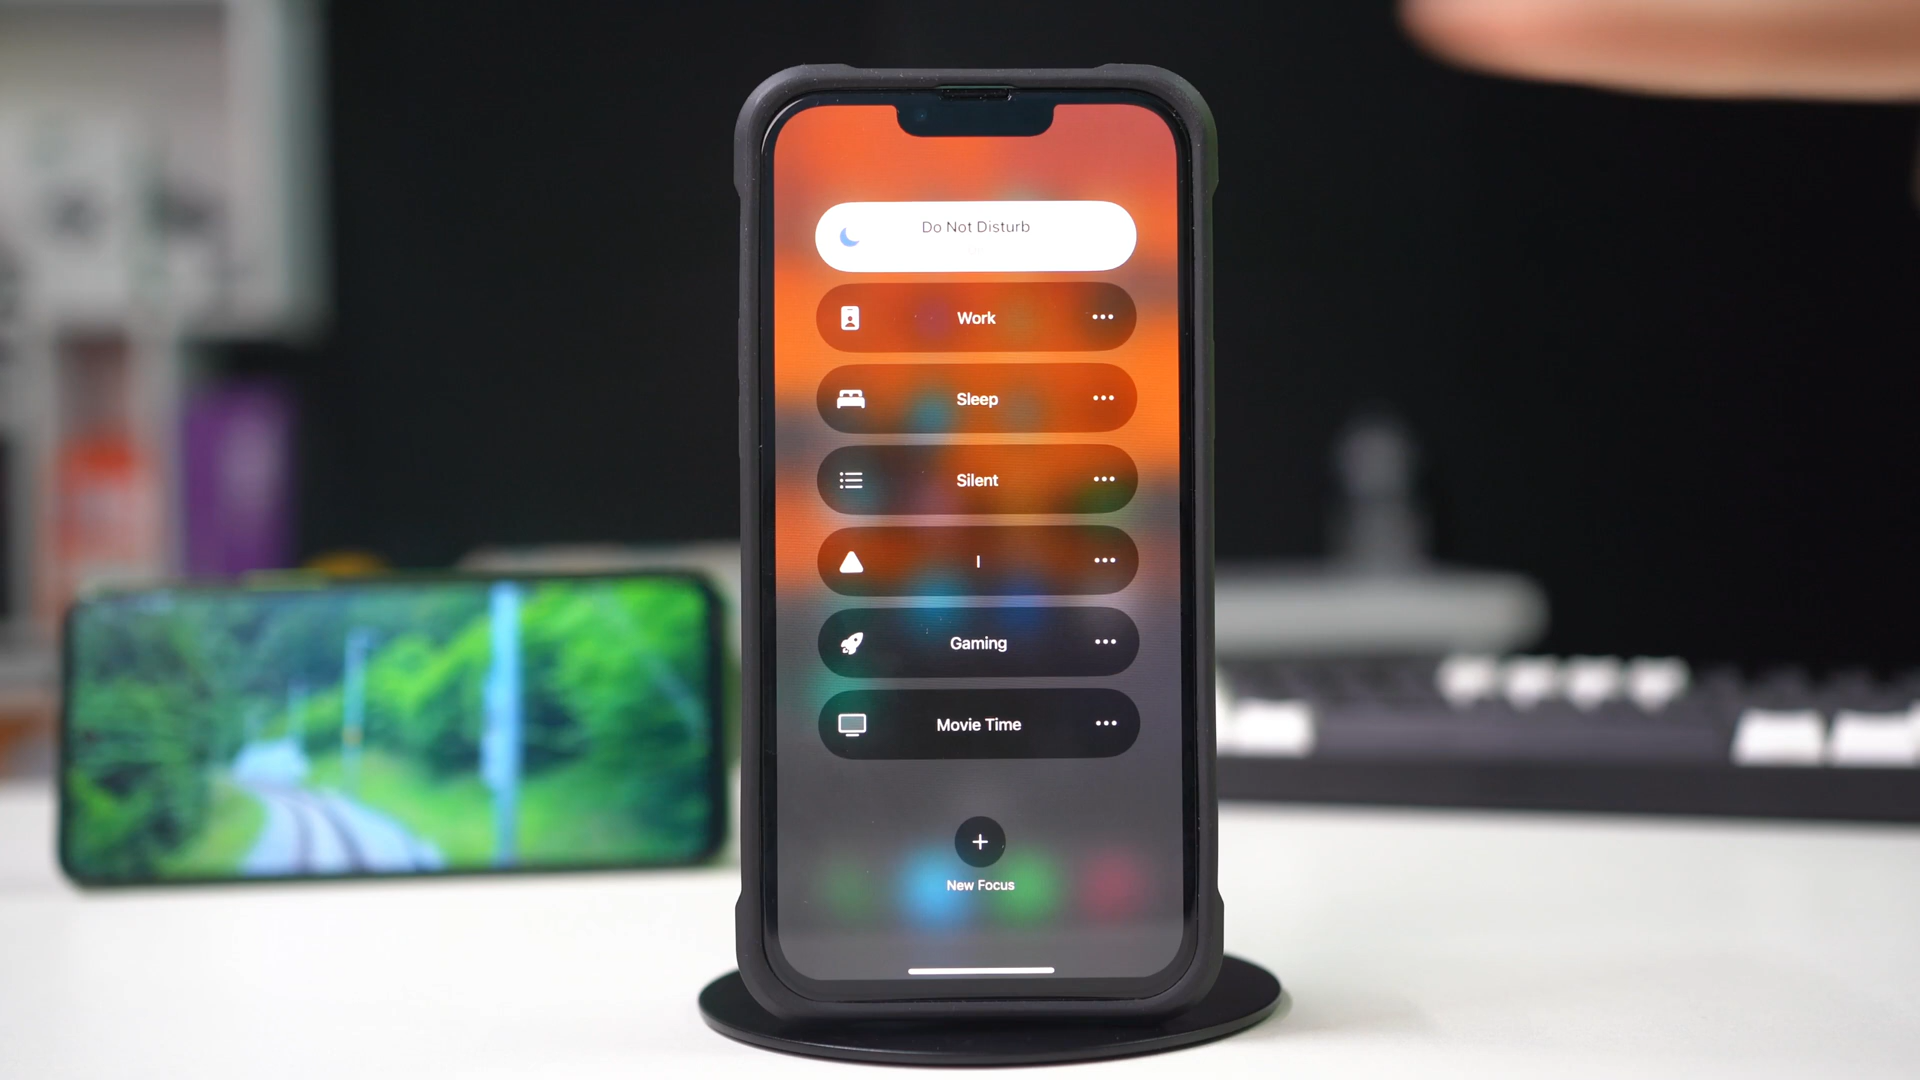 Do Not Disturb
Work
Sleep
Silent
I
Gaming
Movie Time
New Focus